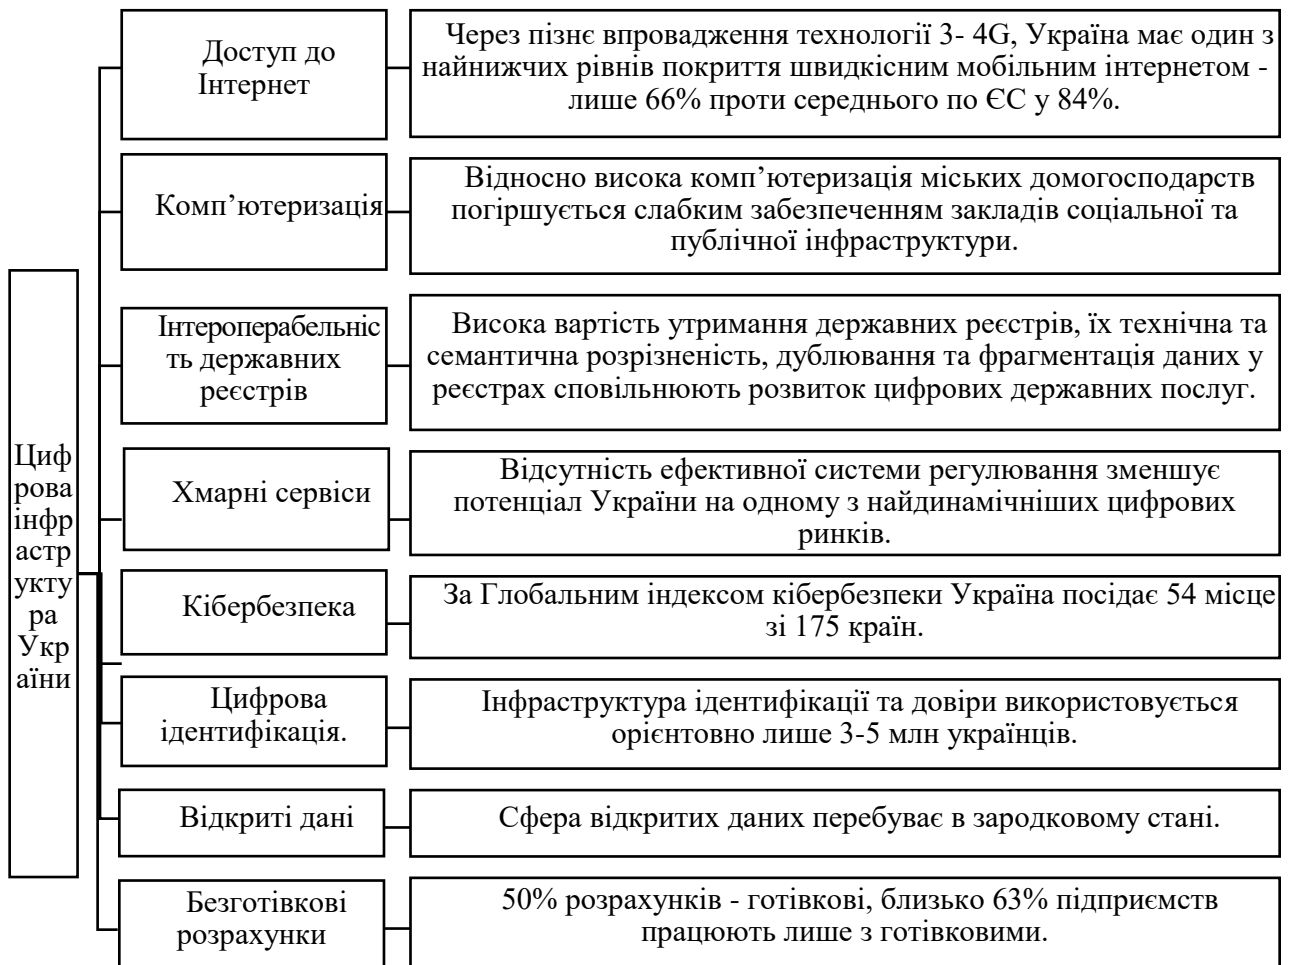 Цифрова
інфр
астр
укту
ра
Укр
аїни
Доступ до
Інтернет
Через пізнє впровадження технології 3- 4G, Україна має один з
найнижчих рівнів покриття швидкісним мобільним інтернетом -
лише 66% проти середнього по ЄС у 84%.
Комп’ютеризація
Відносно висока комп’ютеризація міських домогосподарств
погіршується слабким забезпеченням закладів соціальної та
публічної інфраструктури.
Інтероперабельніс
ть державних
реєстрів
Висока вартість утримання державних реєстрів, їх технічна та
семантична розрізненість, дублювання та фрагментація даних у
реєстрах сповільнюють розвиток цифрових державних послуг.
Хмарні сервіси
Відсутність ефективної системи регулювання зменшує
потенціал України на одному з найдинамічніших цифрових
ринків.
Кібербезпека
За Глобальним індексом кібербезпеки Україна посідає 54 місце
зі 175 країн.
Цифрова
ідентифікація.
Інфраструктура ідентифікації та довіри використовується
орієнтовно лише 3-5 млн українців.
Відкриті дані
Сфера відкритих даних перебуває в зародковому стані.
Безготівкові
розрахунки
50% розрахунків - готівкові, близько 63% підприємств
працюють лише з готівковими.